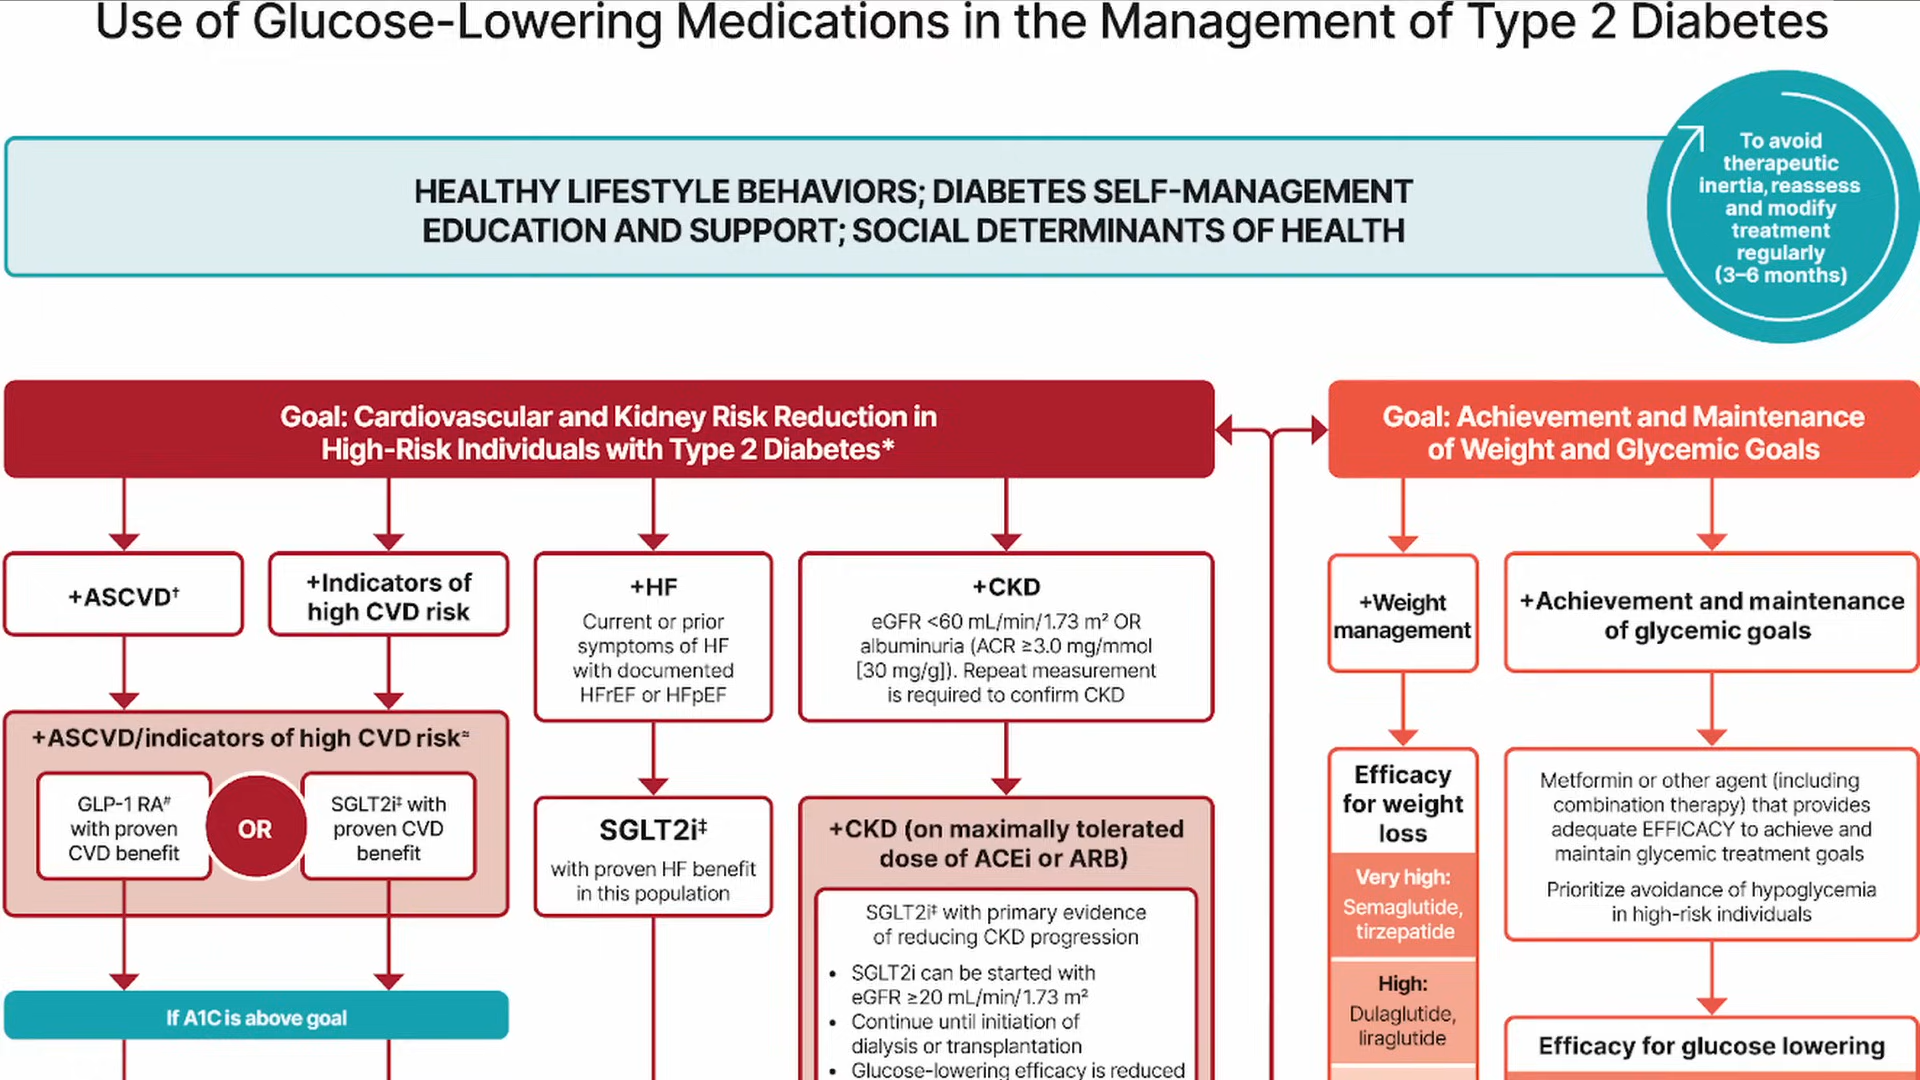 Use of Glucose-Lowering Medications in the Management of Type 2 Diabetes
HEALTHY LIFESTYLE BEHAVIORS; DIABETES SELF-MANAGEMENT
EDUCATION AND SUPPORT; SOCIAL DETERMINANTS OF HEALTH
To avoid
therapeutic
inertia, reassess
and modify
treatment
regularly
(3–6 months)
Goal: Cardiovascular and Kidney Risk Reduction in
High-Risk Individuals with Type 2 Diabetes*
+ASCVD†
+Indicators of
high CVD risk
+HF
Current or prior
symptoms of HF
with documented
HFrEF or HFpEF
+CKD
eGFR <60 mL/min/1.73 m² OR
albuminuria (ACR ≥3.0 mg/mmol
[30 mg/g]). Repeat measurement
is required to confirm CKD
+ASCVD/indicators of high CVD risk≈
GLP-1 RA#
with proven
CVD benefit
OR
SGLT2i‡ with
proven CVD
benefit
SGLT2i‡
with proven HF benefit
in this population
+CKD (on maximally tolerated
dose of ACEi or ARB)
SGLT2i‡ with primary evidence
of reducing CKD progression
• SGLT2i can be started with
eGFR ≥20 mL/min/1.73 m²
• Continue until initiation of
dialysis or transplantation
• Glucose-lowering efficacy is reduced
If A1C is above goal
Goal: Achievement and Maintenance
of Weight and Glycemic Goals
+Weight
management
Efficacy
for weight
loss
Very high:
Semaglutide,
tirzepatide
High:
Dulaglutide,
liraglutide
+Achievement and maintenance
of glycemic goals
Metformin or other agent (including
combination therapy) that provides
adequate EFFICACY to achieve and
maintain glycemic treatment goals
Prioritize avoidance of hypoglycemia
in high-risk individuals
Efficacy for glucose lowering